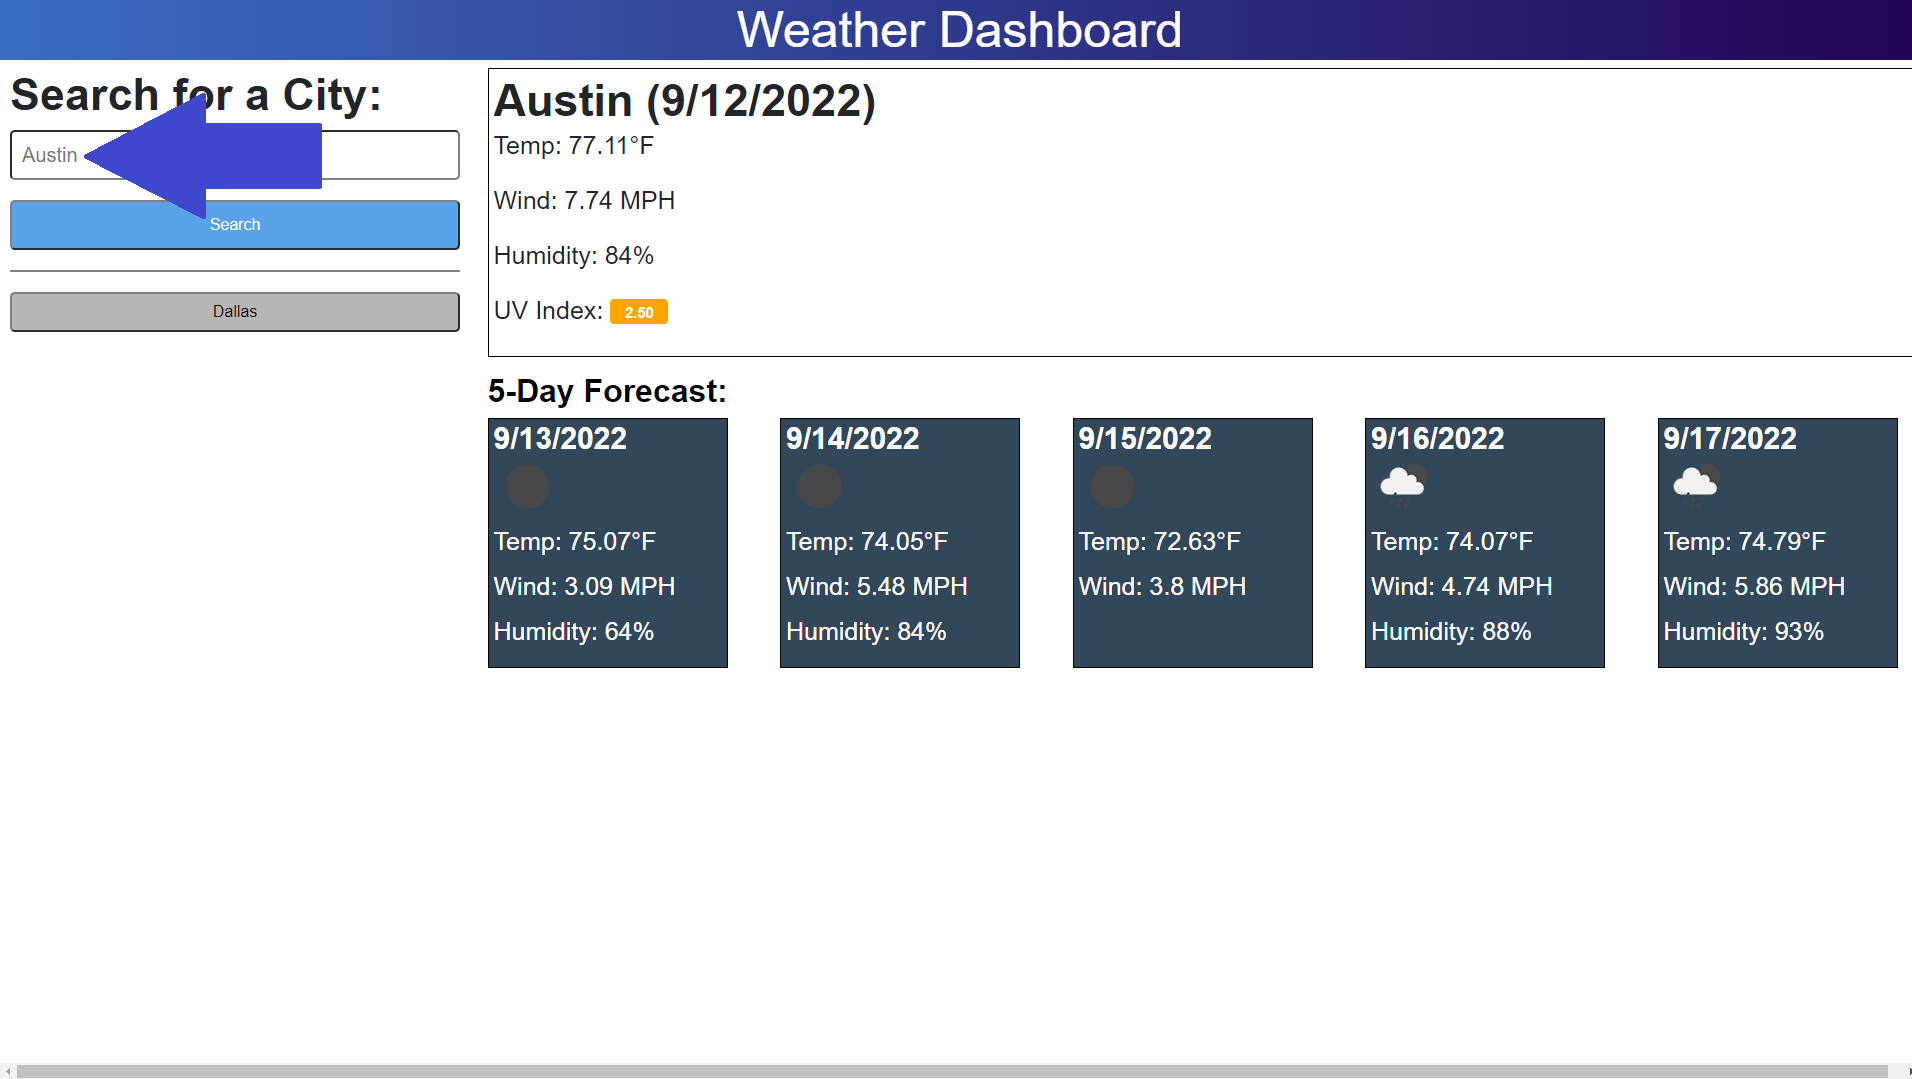 Weather Dashboard
Search for a City:
Austin
Search
Dallas
Austin (9/12/2022)
Temp: 77.11°F
Wind: 7.74 MPH
Humidity: 84%
UV Index: 2.50
5-Day Forecast:
9/13/2022
Temp: 75.07°F
Wind: 3.09 MPH
Humidity: 64%
9/14/2022
Temp: 74.05°F
Wind: 5.48 MPH
Humidity: 84%
9/15/2022
Temp: 72.63°F
Wind: 3.8 MPH
9/16/2022
Temp: 74.07°F
Wind: 4.74 MPH
Humidity: 88%
9/17/2022
Temp: 74.79°F
Wind: 5.86 MPH
Humidity: 93%